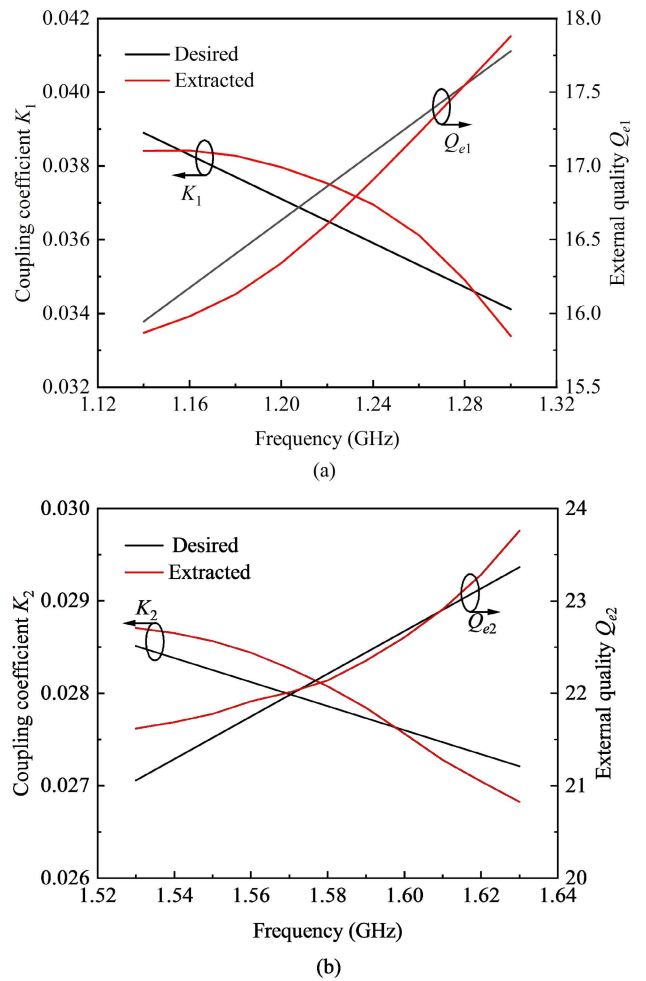 0.042
0.040
0.038
0.036
0.034
0.032
Coupling coefficient K₁
18.0
17.5
17.0
16.5
16.0
15.5
External quality Qₑ₁
Desired
Extracted
K₁
Qₑ₁
1.12 1.16 1.20 1.24 1.28 1.32
Frequency (GHz)
(a)
0.030
0.029
0.028
0.027
0.026
Coupling coefficient K₂
24
23
22
21
20
External quality Qₑ₂
Desired
Extracted
K₂
Qₑ₂
1.52 1.54 1.56 1.58 1.60 1.62 1.64
Frequency (GHz)
(b)